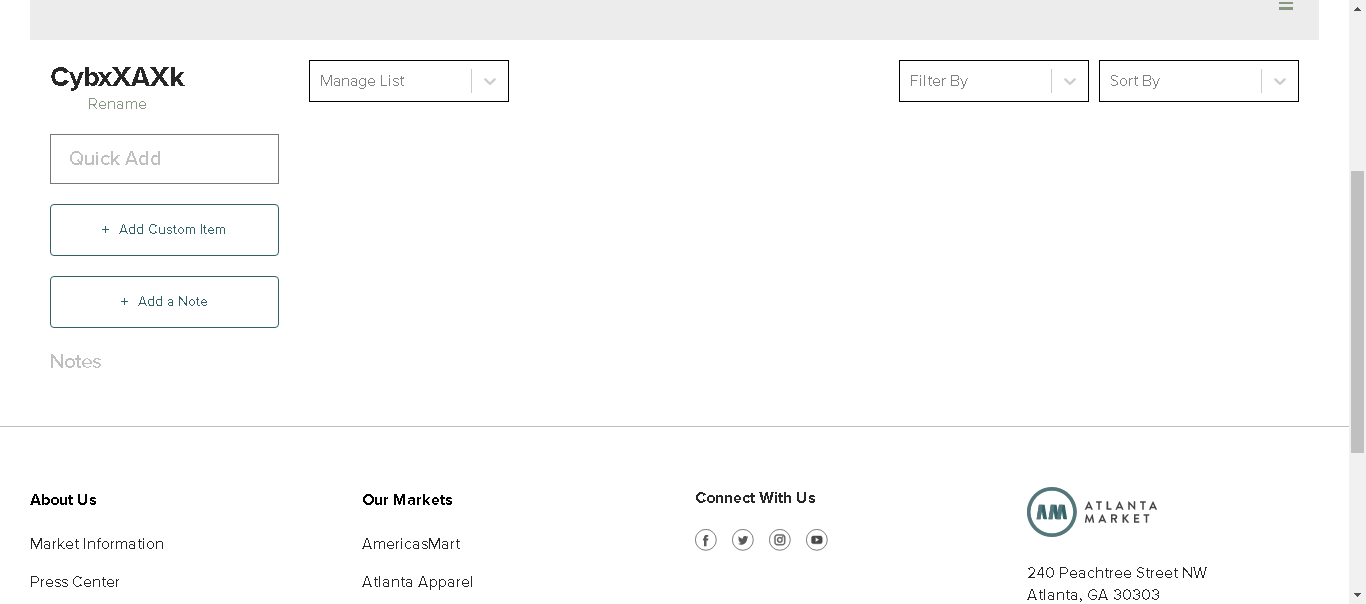 CybxXAXk
Rename
Manage List
Filter By
Sort By
Quick Add
+ Add Custom Item
+ Add a Note
Notes
About Us
Market Information
Press Center
Our Markets
AmericasMart
Atlanta Apparel
Connect With Us
AM ATLANTA
MARKET
240 Peachtree Street NW
Atlanta, GA 30303